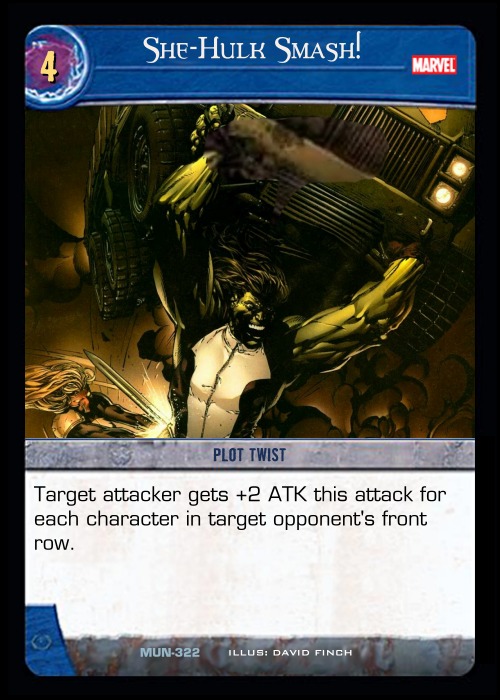 4
She-Hulk Smash!
MARVEL
PLOT TWIST
Target attacker gets +2 ATK this attack for
each character in target opponent's front
row.
MUN-322 ILLUS: DAVID FINCH